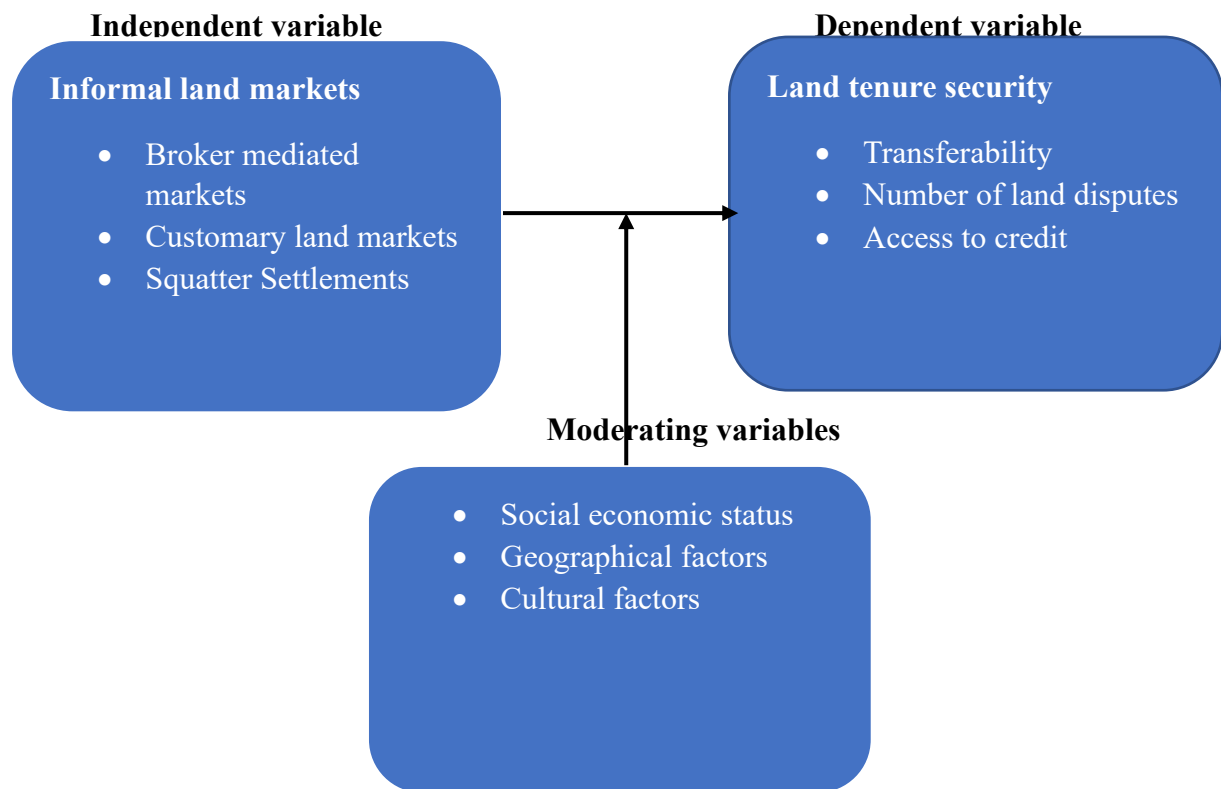 Independent variable
Informal land markets
• Broker mediated
markets
• Customary land markets
• Squatter Settlements
Dependent variable
Land tenure security
• Transferability
• Number of land disputes
• Access to credit
Moderating variables
• Social economic status
• Geographical factors
• Cultural factors